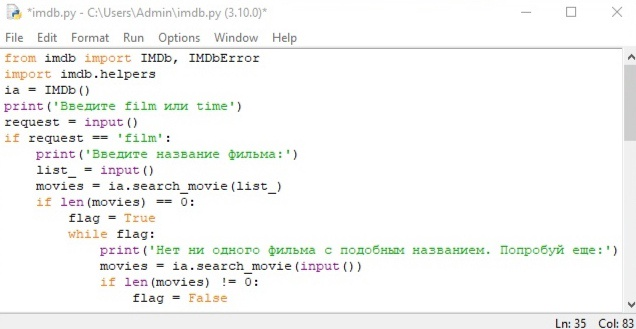 *imdb.py - C:\Users\Admin\imdb.py (3.10.0)*
File Edit Format Run Options Window Help
from imdb import IMDb, IMDbError
import imdb.helpers
ia = IMDb()
print('Введите film или time')
request = input()
if request == 'film':
    print('Введите название фильма:')
    list_ = input()
    movies = ia.search_movie(list_)
    if len(movies) == 0:
        flag = True
        while flag:
            print('Нет ни одного фильма с подобным названием. Попробуй еще:')
            movies = ia.search_movie(input())
            if len(movies) != 0:
                flag = False
Ln: 35 Col: 83